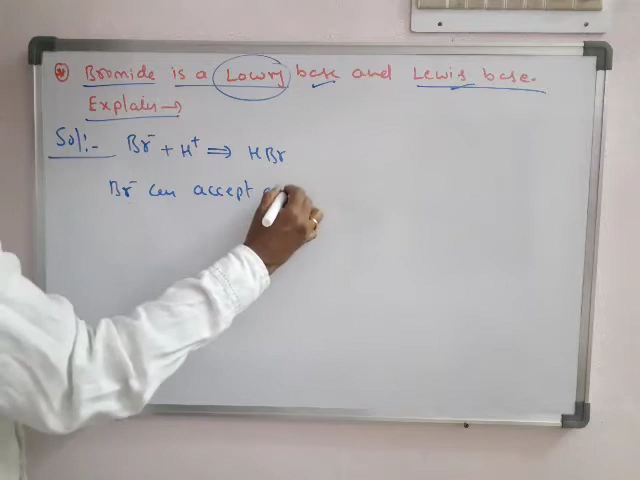 * Bromide is a Lowry base and Lewis base.
Explain →
Sol:-
Br⁻ + H⁺ ⇒ HBr
Br⁻ can accept